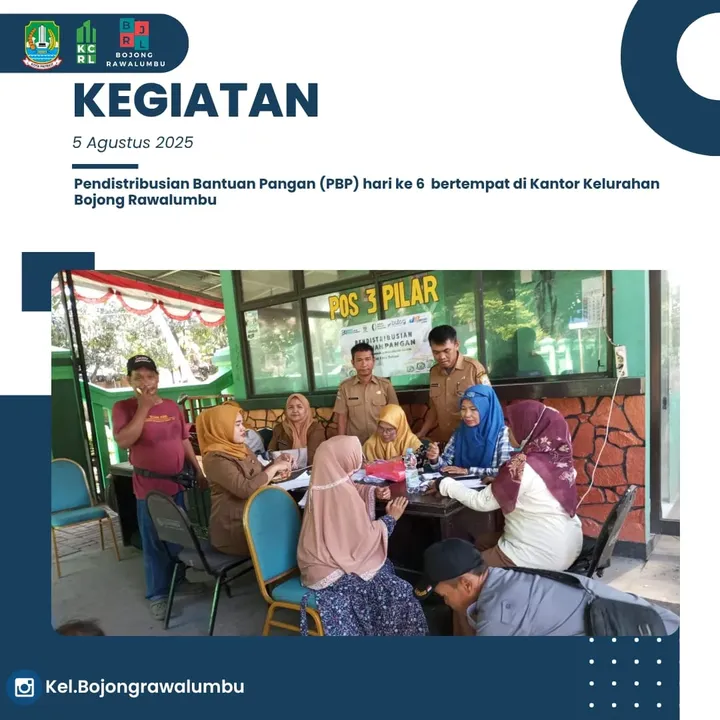 KCRL
BJRL
BOJONG
RAWALUMBU
KEGIATAN
5 Agustus 2025
Pendistribusian Bantuan Pangan (PBP) hari ke 6 bertempat di Kantor Kelurahan
Bojong Rawalumbu
POS 3 PILAR
PENDISTRIBUSIAN
PANGAN
Kel.Bojongrawalumbu